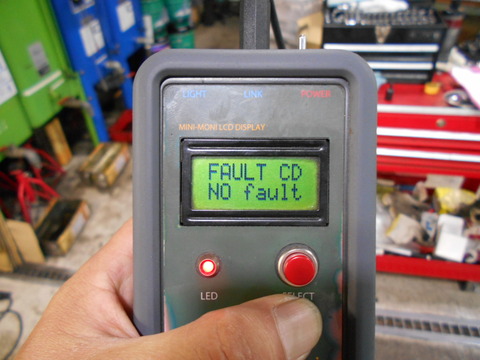 LIGHT LINK POWER
MINI-MONI LCD DISPLAY
FAULT CD
NO fault
LED SELECT